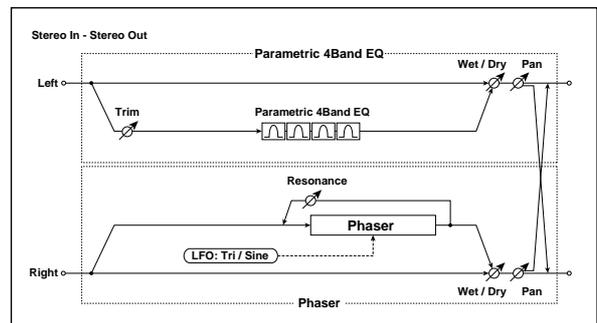 Stereo In - Stereo Out
Parametric 4Band EQ
Wet / Dry
Pan
Left
Trim
Parametric 4Band EQ
Resonance
Phaser
LFO: Tri / Sine
Right
Wet / Dry
Pan
Phaser